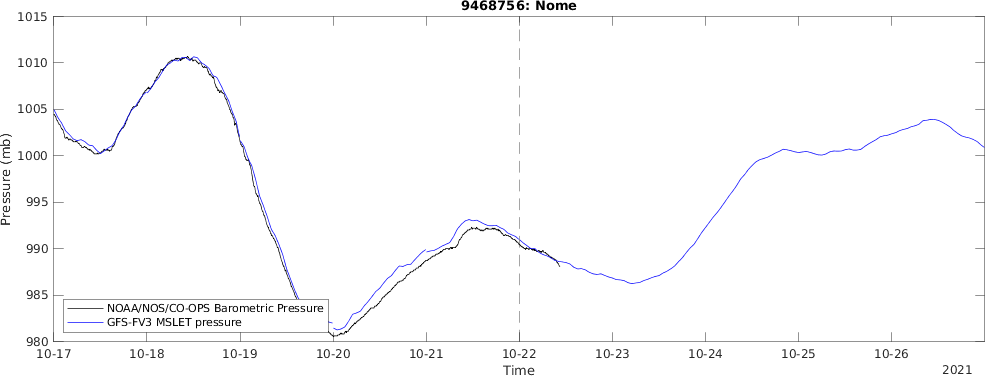 9468756: Nome
Pressure (mb)
1015
1010
1005
1000
995
990
985
980
NOAA/NOS/CO-OPS Barometric Pressure
GFS-FV3 MSLET pressure
10-17 10-18 10-19 10-20 10-21 10-22 10-23 10-24 10-25 10-26
Time
2021